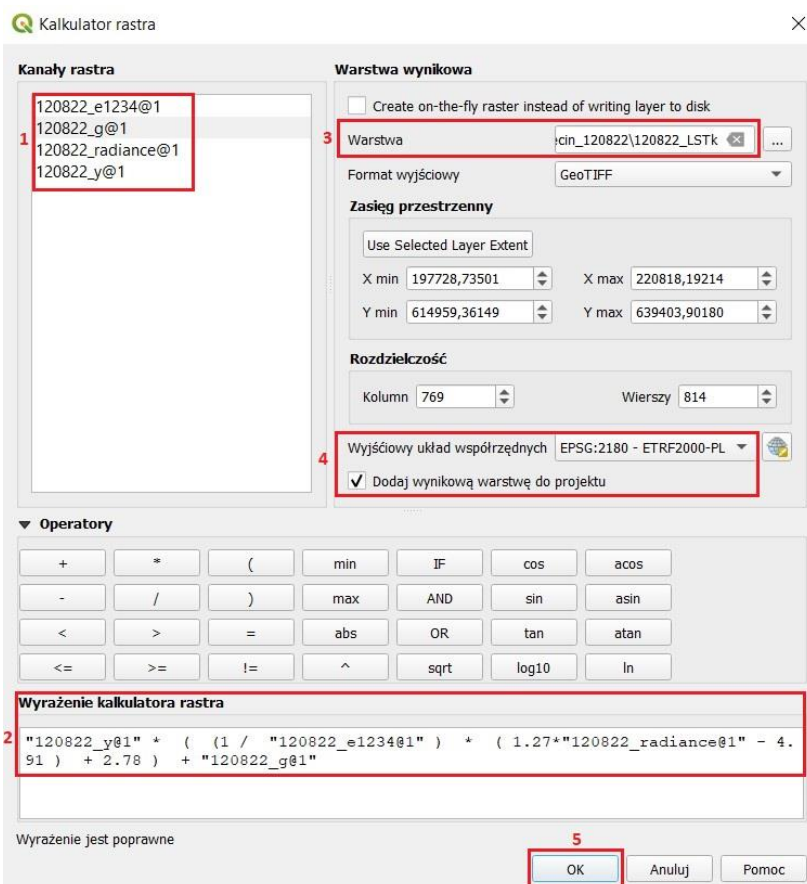 Kalkulator rastra
Kanały rastra
1
120822_e1234@1
120822_g@1
120822_radiance@1
120822_y@1
Warstwa wynikowa
Create on-the-fly raster instead of writing layer to disk
3
Warstwa
:cin_120822\120822_LSTk
...
Format wyjściowy
GeoTIFF
Zasięg przestrzenny
Use Selected Layer Extent
X min 197728,73501 X max 220818,19214
Y min 614959,36149 Y max 639403,90180
Rozdzielczość
Kolumn 769 Wierszy 814
4
Wyjśćiowy układ współrzędnych EPSG:2180 - ETRF2000-PL
Dodaj wynikową warstwę do projektu
Operatory
+ * ( min IF cos acos
- / ) max AND sin asin
< > = abs OR tan atan
<= >= != ^ sqrt log10 ln
Wyrażenie kalkulatora rastra
2
"120822_y@1" * ( (1 / "120822_e1234@1" ) * ( 1.27*"120822_radiance@1" - 4.
91 ) + 2.78 ) + "120822_g@1"
Wyrażenie jest poprawne
5
OK Anuluj Pomoc